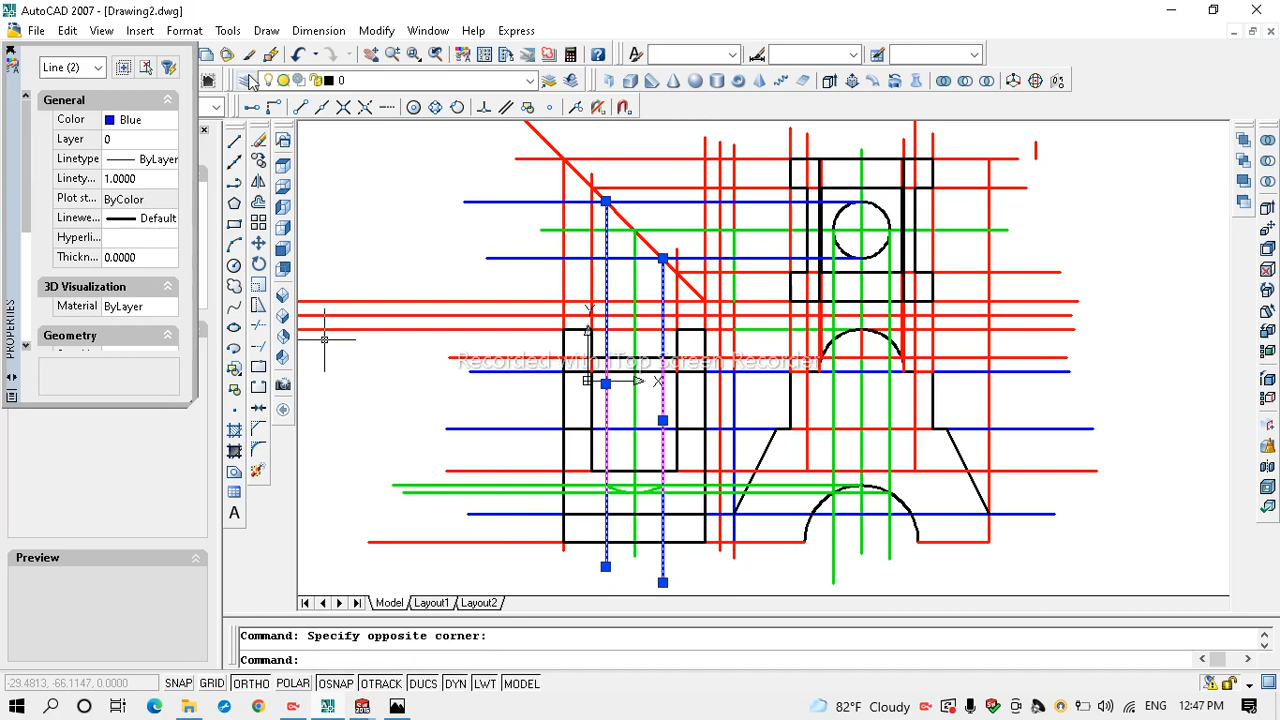 AutoCAD 2007 - [Drawing2.dwg]
File Edit View Insert Format Tools Draw Dimension Modify Window Help Express
Line (2)
0
General
Color Blue
Layer 0
Linetype ByLayer
Linety... 1.0000
Plot st... ByColor
Linewe... Default
Hyperli...
Thickn... 0.0000
3D Visualization
Material ByLayer
Geometry
PROPERTIES
Y
X
Recorded with iTop Screen Recorder
Preview
Model Layout1 Layout2
Command: Specify opposite corner:
Command:
-29.4813, -66.1147, 0.0000 SNAP GRID ORTHO POLAR OSNAP OTRACK DUCS DYN LWT MODEL
82°F Cloudy ENG 12:47 PM